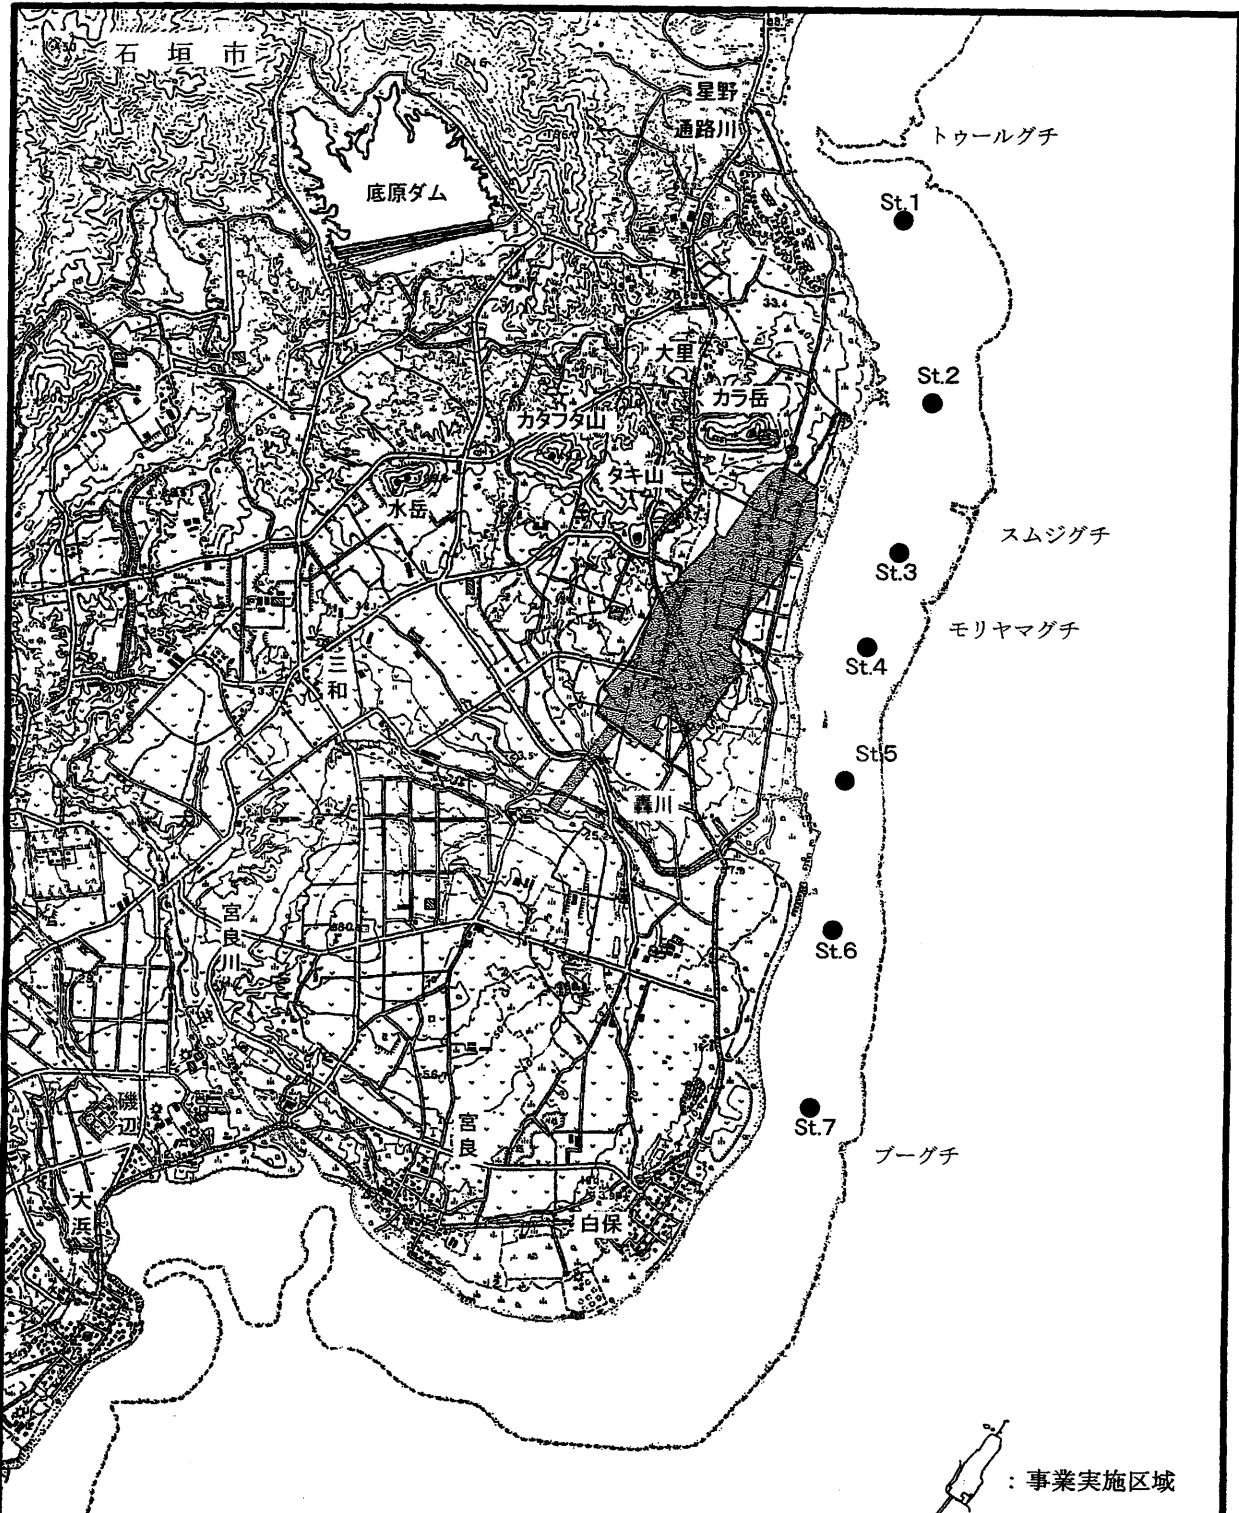 石垣市
星野
通路川
トゥールグチ
底原ダム
St.1
大里
St.2
カラ岳
カタフタ山
タキ山
水岳
スムジグチ
St.3
モリヤマグチ
St.4
三和
St.5
轟川
宮良川
St.6
磯辺
宮良
St.7
ブーグチ
大浜
白保
：事業実施区域